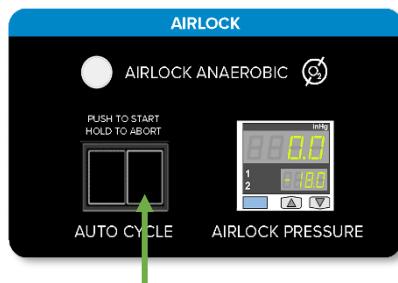 AIRLOCK
AIRLOCK ANAEROBIC O₂
PUSH TO START
HOLD TO ABORT
InHg
0.0
1
2
-18.0
AUTO CYCLE
AIRLOCK PRESSURE